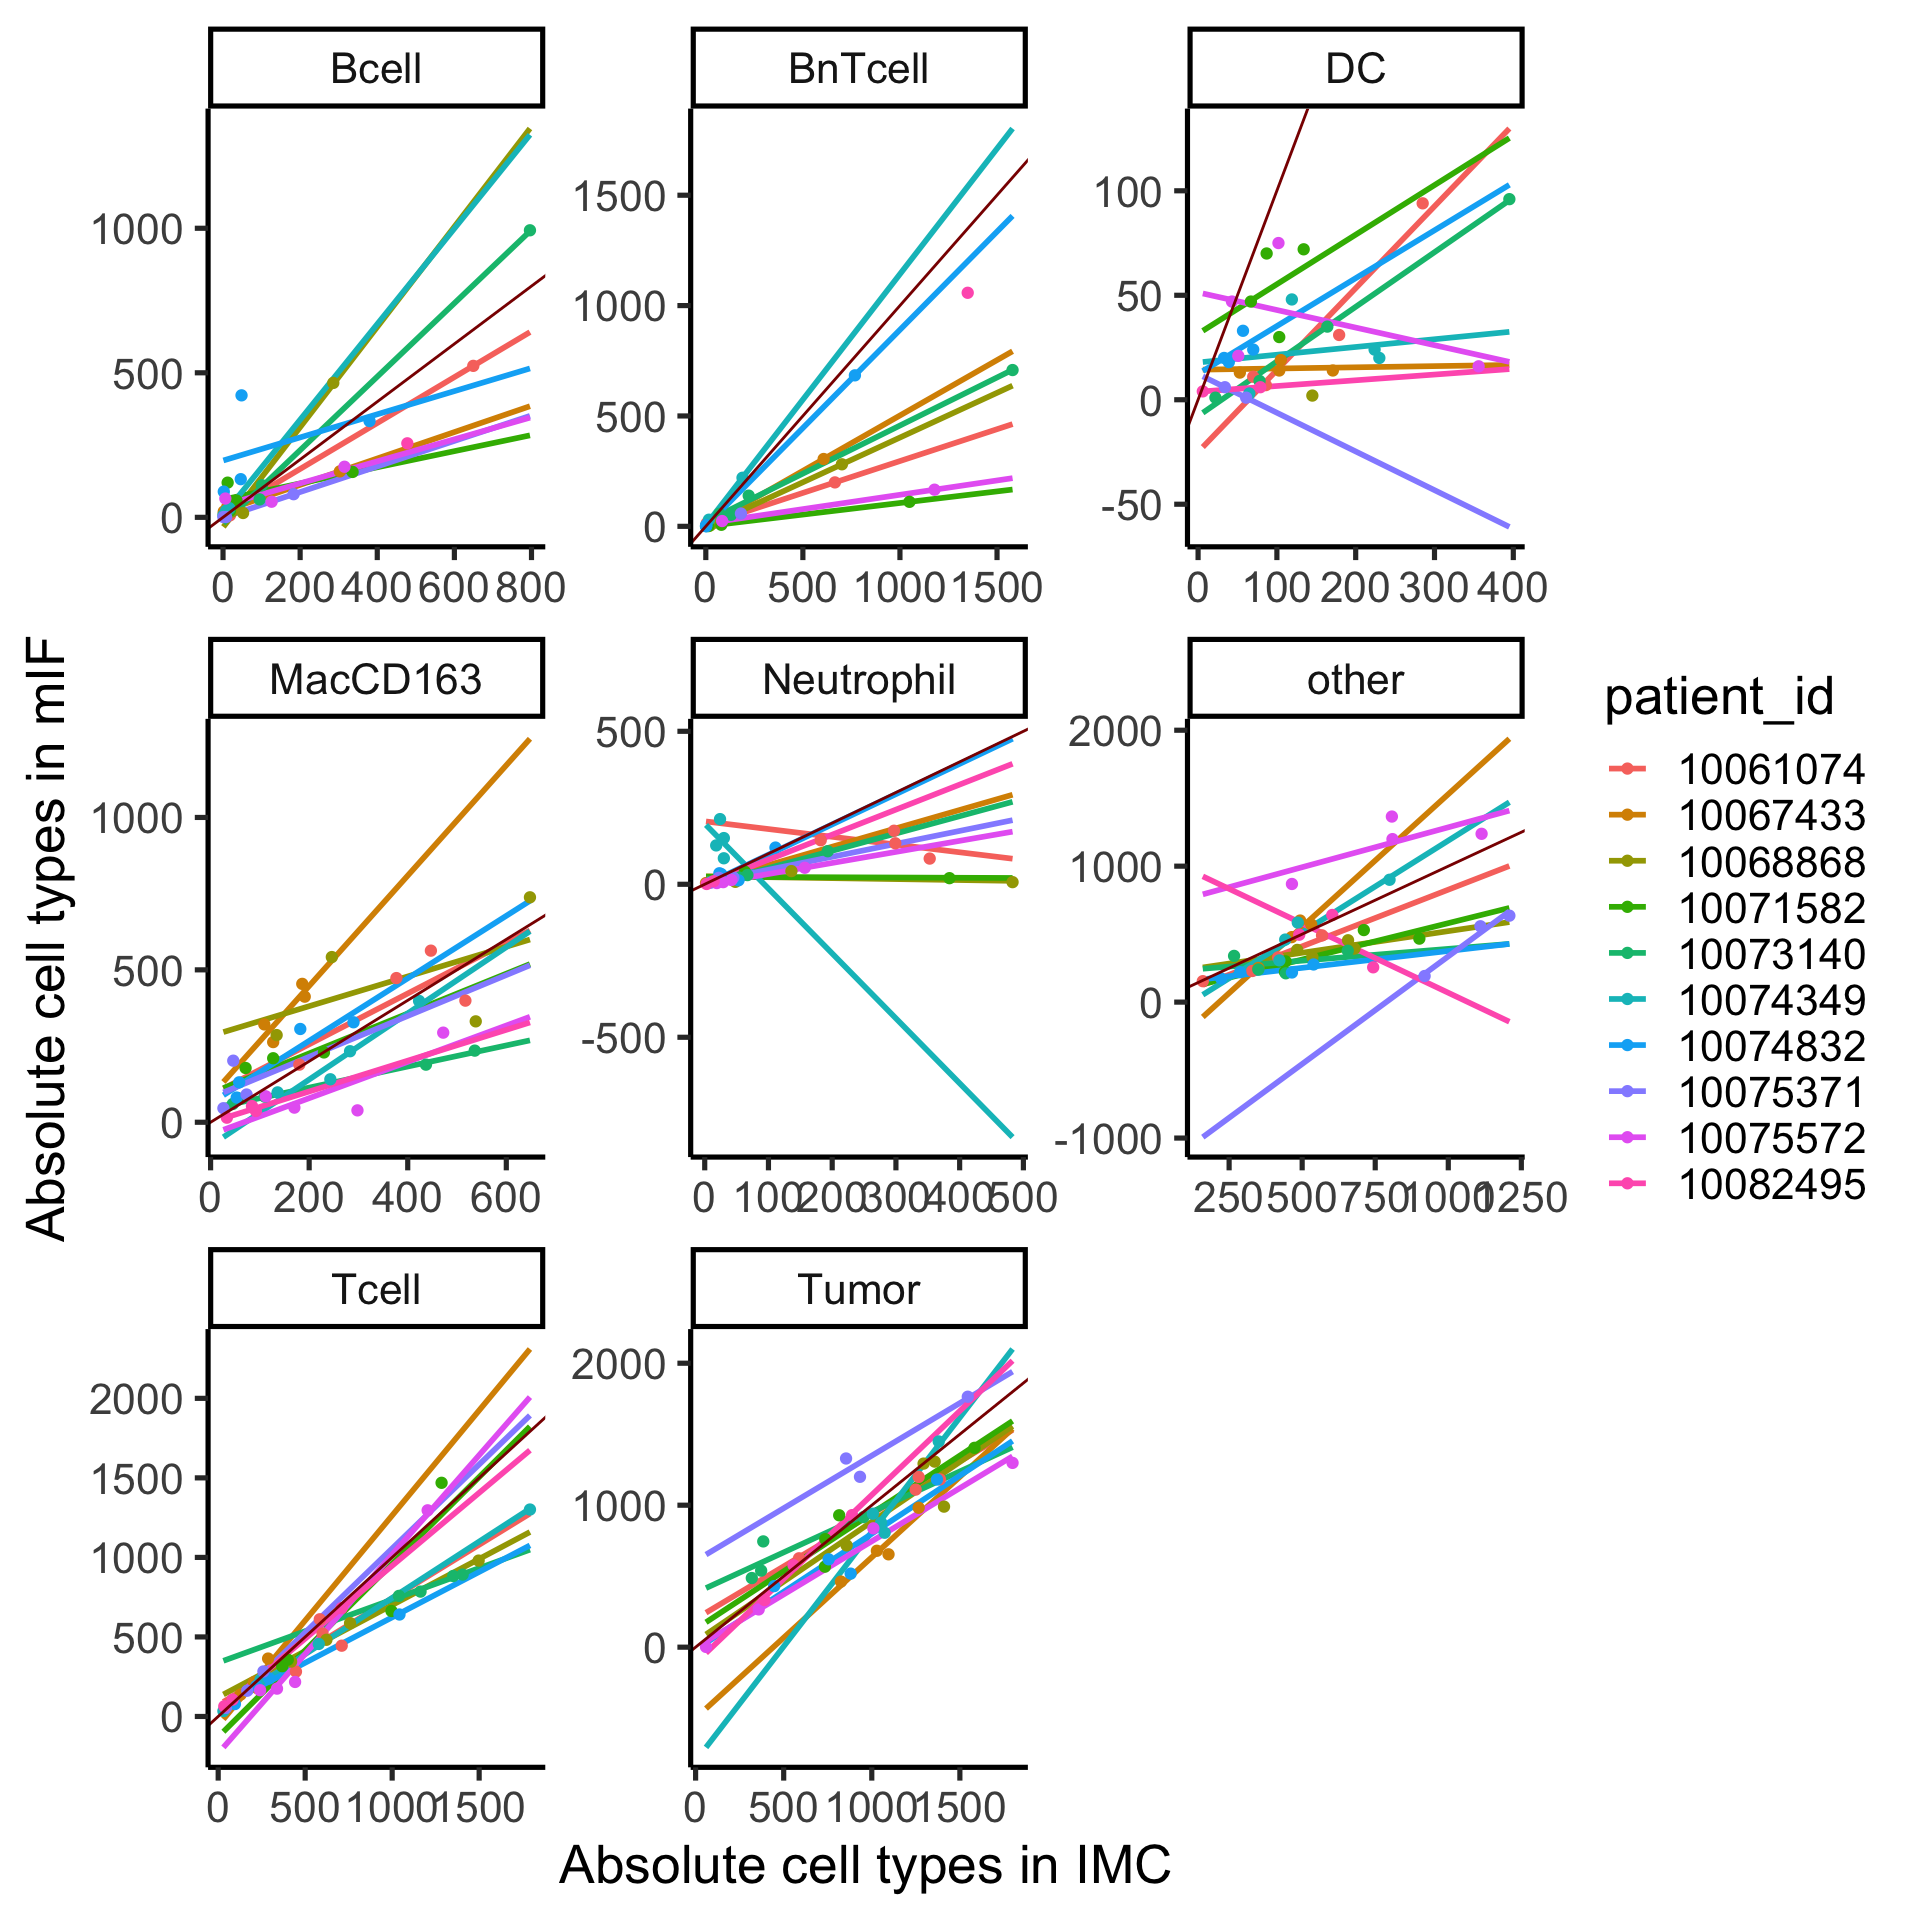 Bcell
BnTcell
DC
1000
500
0
1500
1000
500
0
100
50
0
-50
0 200 400 600 800
0 500 1000 1500
0 100 200 300 400
MacCD163
Neutrophil
other
1000
500
0
500
0
-500
2000
1000
0
-1000
0 200 400 600
0 100 200 300 400 500
250 500 750 1000 1250
Tcell
Tumor
2000
1500
1000
500
0
2000
1000
0
0 500 1000 1500
0 500 1000 1500
Absolute cell types in mIF
Absolute cell types in IMC
patient_id
10061074
10067433
10068868
10071582
10073140
10074349
10074832
10075371
10075572
10082495